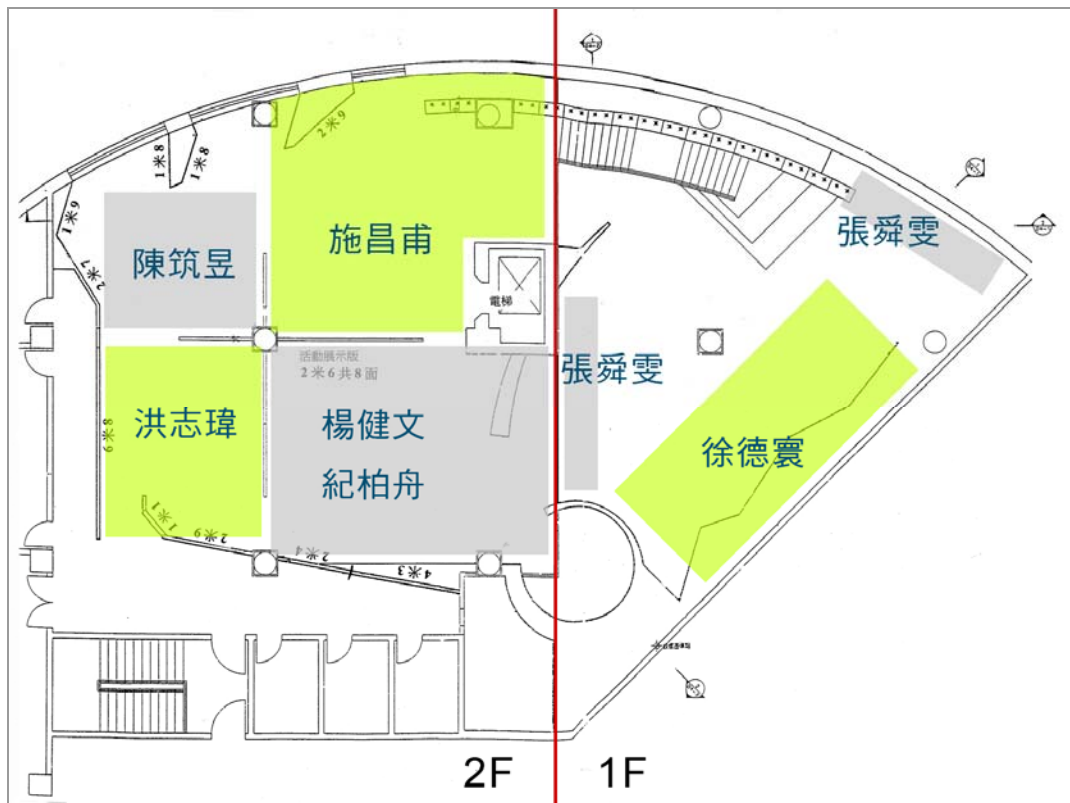 2米9
1米8
1米8
1米9
2米7
陳筑昱
施昌甫
張舜雯
電梯
活動展示版
2米6共8面
張舜雯
6米8
洪志瑋
楊健文
紀柏舟
徐德寰
1米1
2米9
2米4
4米3
2F
1F